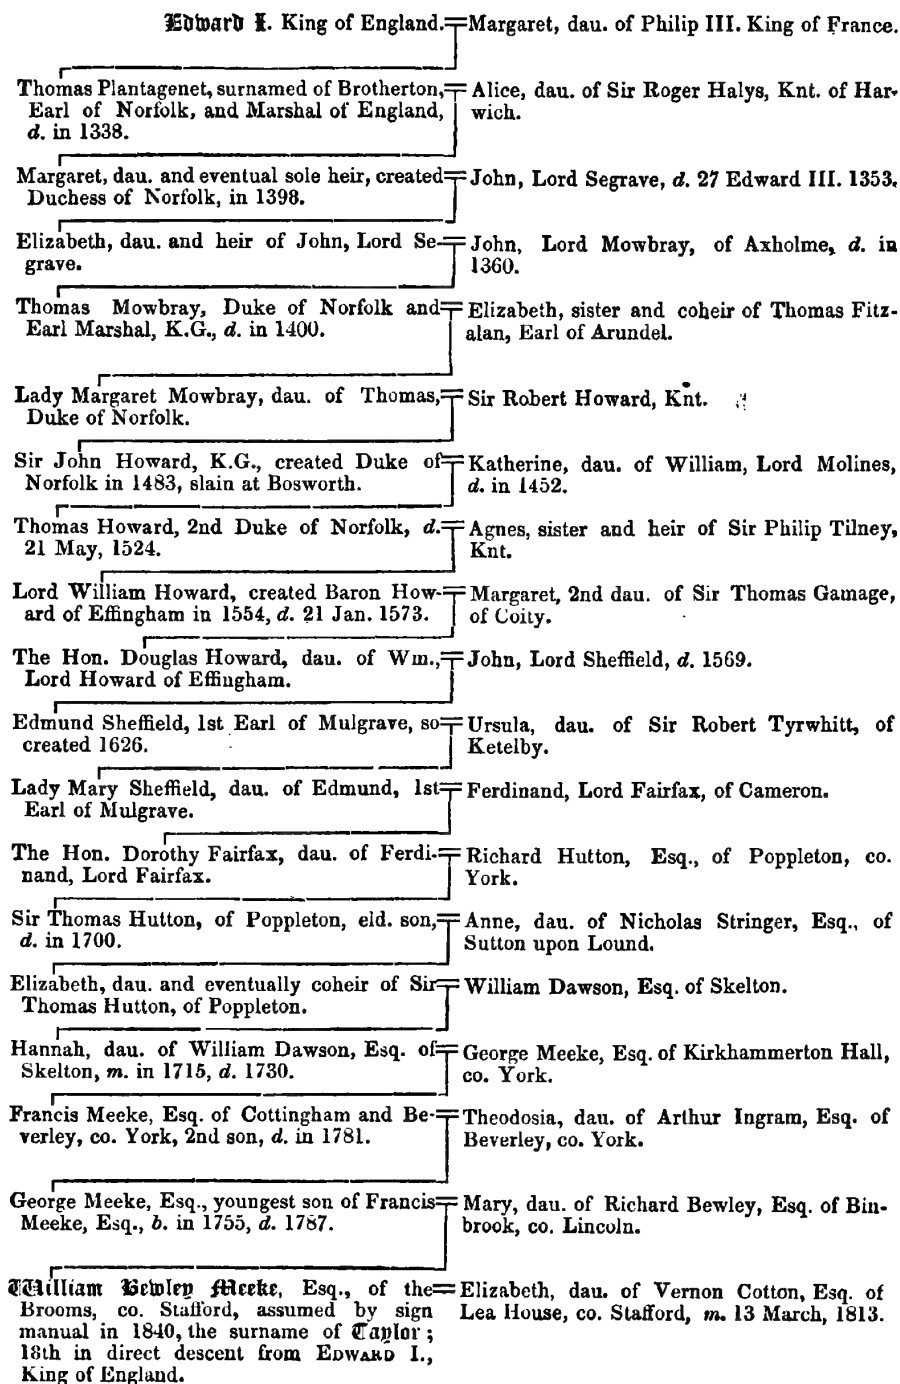 Edward I. King of England.=Margaret, dau. of Philip III. King of France.
Thomas Plantagenet, surnamed of Brotherton,
Earl of Norfolk, and Marshal of England,
d. in 1338.
=Alice, dau. of Sir Roger Halys, Knt. of Har-
wich.
Margaret, dau. and eventual sole heir, created
Duchess of Norfolk, in 1398.
=John, Lord Segrave, d. 27 Edward III. 1353.
Elizabeth, dau. and heir of John, Lord Se-
grave.
=John, Lord Mowbray, of Axholme, d. in
1360.
Thomas Mowbray, Duke of Norfolk and
Earl Marshal, K.G., d. in 1400.
=Elizabeth, sister and coheir of Thomas Fitz-
alan, Earl of Arundel.
Lady Margaret Mowbray, dau. of Thomas,
Duke of Norfolk.
=Sir Robert Howard, Knt.
Sir John Howard, K.G., created Duke of
Norfolk in 1483, slain at Bosworth.
=Katherine, dau. of William, Lord Molines,
d. in 1452.
Thomas Howard, 2nd Duke of Norfolk, d.
21 May, 1524.
=Agnes, sister and heir of Sir Philip Tilney,
Knt.
Lord William Howard, created Baron How-
ard of Effingham in 1554, d. 21 Jan. 1573.
=Margaret, 2nd dau. of Sir Thomas Gamage,
of Coity.
The Hon. Douglas Howard, dau. of Wm.,
Lord Howard of Effingham.
=John, Lord Sheffield, d. 1569.
Edmund Sheffield, 1st Earl of Mulgrave, so
created 1626.
=Ursula, dau. of Sir Robert Tyrwhitt, of
Ketelby.
Lady Mary Sheffield, dau. of Edmund, 1st
Earl of Mulgrave.
=Ferdinand, Lord Fairfax, of Cameron.
The Hon. Dorothy Fairfax, dau. of Ferdi-
nand, Lord Fairfax.
=Richard Hutton, Esq., of Poppleton, co.
York.
Sir Thomas Hutton, of Poppleton, eld. son,
d. in 1700.
=Anne, dau. of Nicholas Stringer, Esq., of
Sutton upon Lound.
Elizabeth, dau. and eventually coheir of Sir
Thomas Hutton, of Poppleton.
=William Dawson, Esq. of Skelton.
Hannah, dau. of William Dawson, Esq. of
Skelton, m. in 1715, d. 1730.
=George Meeke, Esq. of Kirkhammerton Hall,
co. York.
Francis Meeke, Esq. of Cottingham and Be-
verley, co. York, 2nd son, d. in 1781.
=Theodosia, dau. of Arthur Ingram, Esq. of
Beverley, co. York.
George Meeke, Esq., youngest son of Francis
Meeke, Esq., b. in 1755, d. 1787.
=Mary, dau. of Richard Bewley, Esq. of Bin-
brook, co. Lincoln.
William Bewley Meeke, Esq., of the
Brooms, co. Stafford, assumed by sign
manual in 1840, the surname of Taylor;
18th in direct descent from EDWARD I.,
King of England.
=Elizabeth, dau. of Vernon Cotton, Esq. of
Lea House, co. Stafford, m. 13 March, 1813.